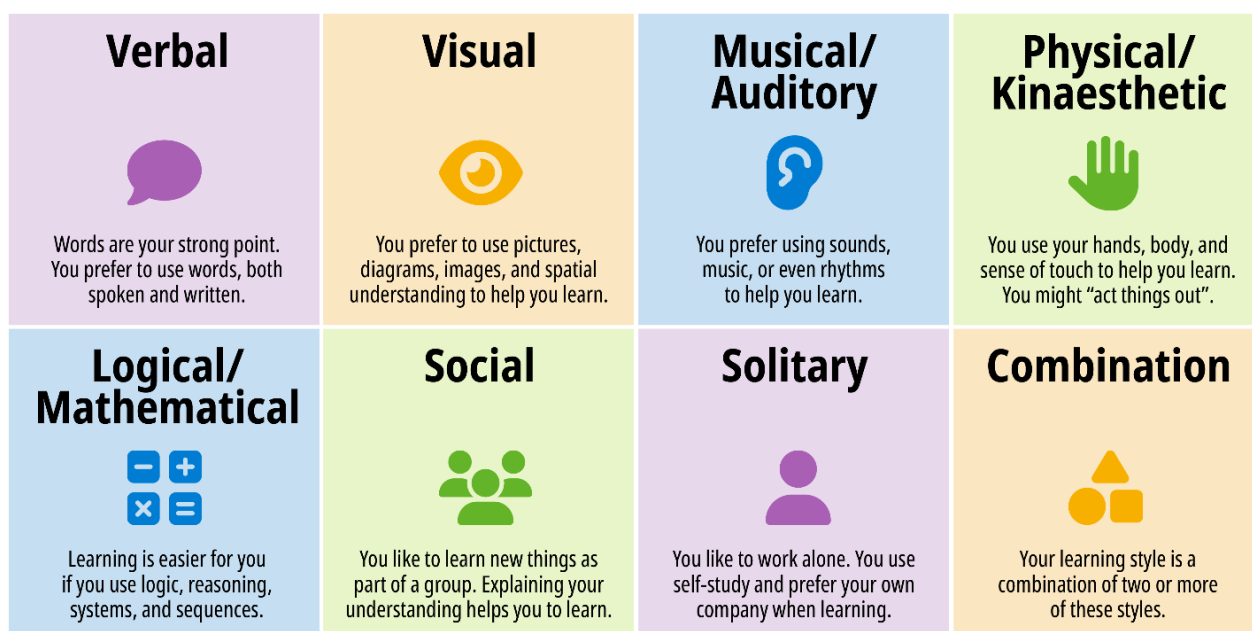 Verbal
Words are your strong point.
You prefer to use words, both
spoken and written.
Visual
You prefer to use pictures,
diagrams, images, and spatial
understanding to help you learn.
Musical/
Auditory
You prefer using sounds,
music, or even rhythms
to help you learn.
Physical/
Kinaesthetic
You use your hands, body, and
sense of touch to help you learn.
You might “act things out”.
Logical/
Mathematical
Learning is easier for you
if you use logic, reasoning,
systems, and sequences.
Social
You like to learn new things as
part of a group. Explaining your
understanding helps you to learn.
Solitary
You like to work alone. You use
self-study and prefer your own
company when learning.
Combination
Your learning style is a
combination of two or more
of these styles.